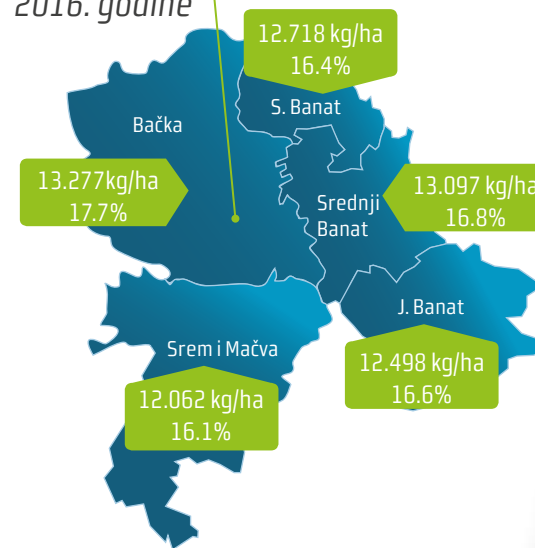 2016. godine
12.718 kg/ha
16.4%
S. Banat
Bačka
13.277kg/ha
17.7%
Srednji
Banat
13.097 kg/ha
16.8%
J. Banat
12.498 kg/ha
16.6%
Srem i Mačva
12.062 kg/ha
16.1%